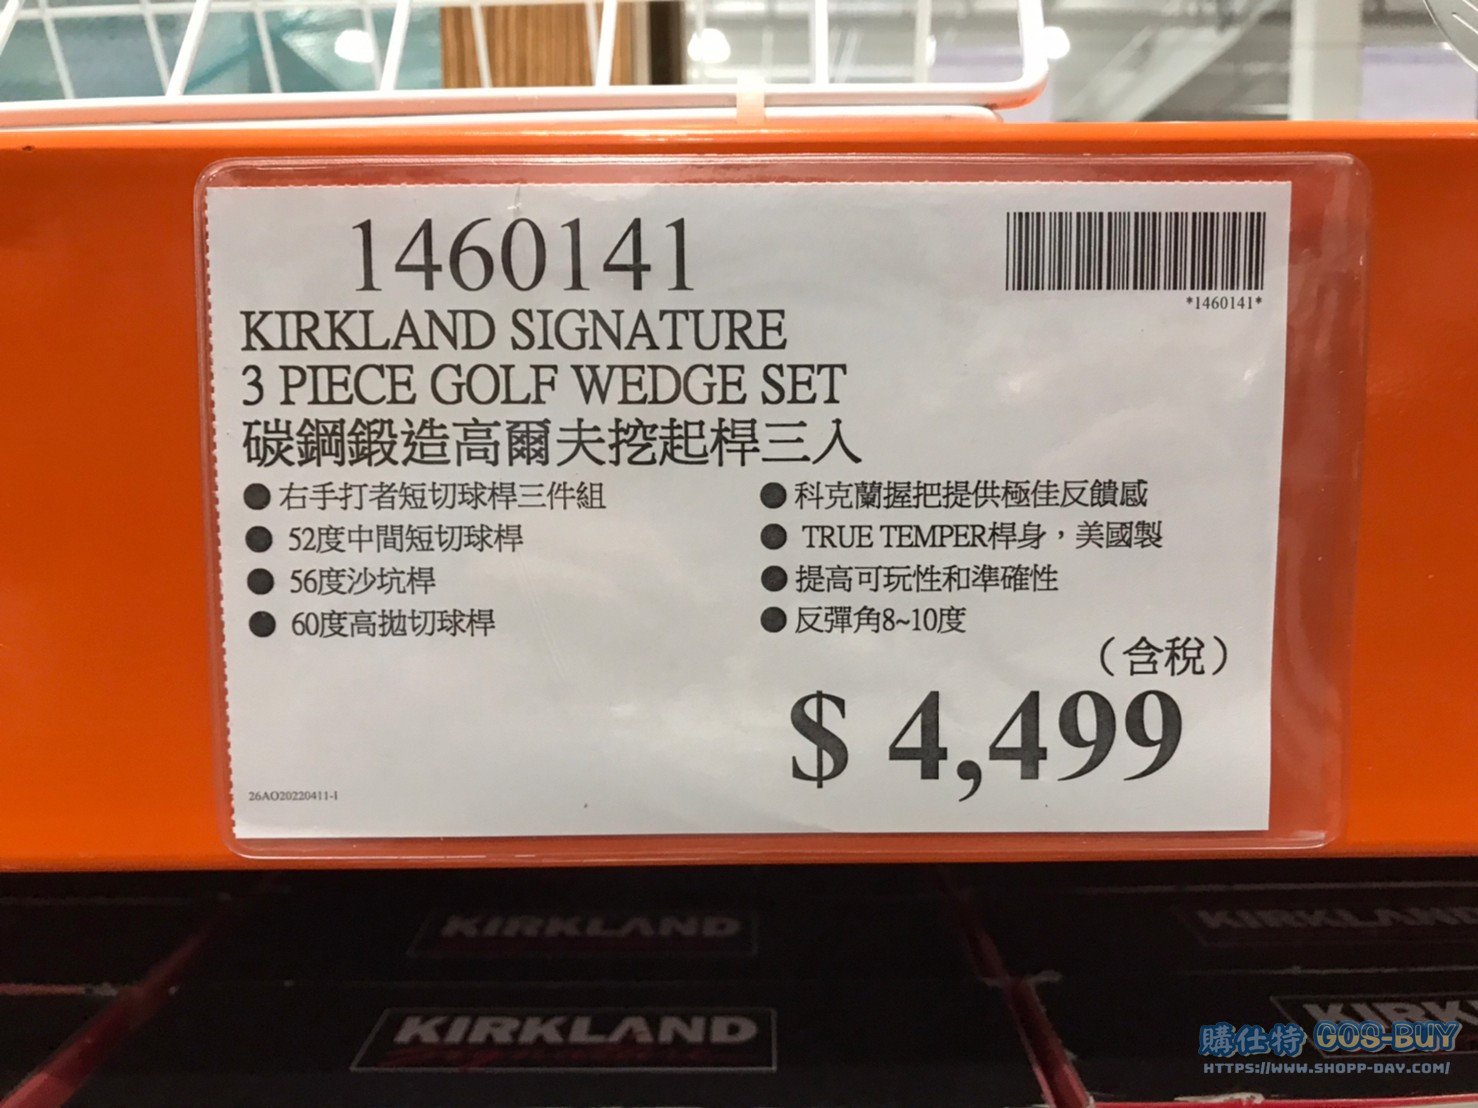 1460141
*1460141*
KIRKLAND SIGNATURE
3 PIECE GOLF WEDGE SET
碳鋼鍛造高爾夫挖起桿三入
●右手打者短切球桿三件組
● 52度中間短切球桿
● 56度沙坑桿
● 60度高拋切球桿
●科克蘭握把提供極佳反饋感
● TRUE TEMPER桿身，美國製
●提高可玩性和準確性
●反彈角8~10度
（含稅）
$ 4,499
26AO20220411-1
KIRKLAND
KIRKLAND
KIRKLAND
KIRK
購仕特 GOS-BUY
HTTPS://WWW.SHOPP-DAY.COM/